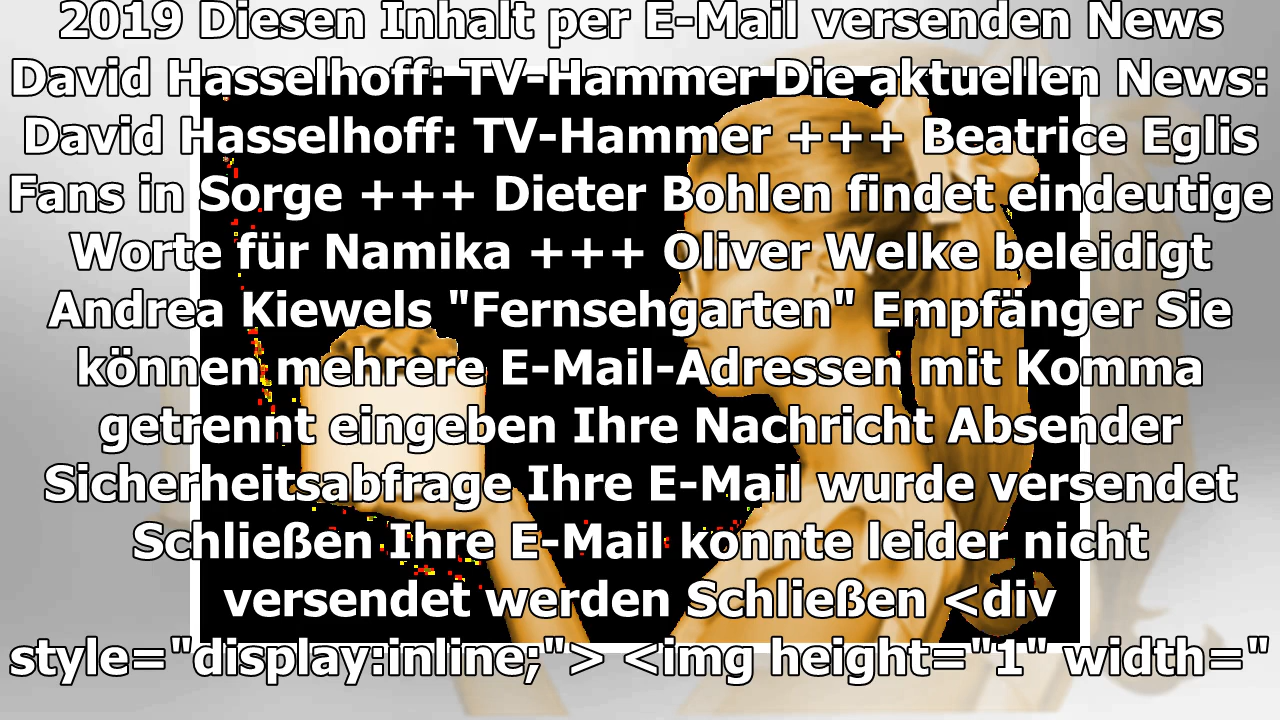 2019 Diesen Inhalt per E-Mail versenden News
David Hasselhoff: TV-Hammer Die aktuellen News:
David Hasselhoff: TV-Hammer +++ Beatrice Eglis
Fans in Sorge +++ Dieter Bohlen findet eindeutige
Worte für Namika +++ Oliver Welke beleidigt
Andrea Kiewels "Fernsehgarten" Empfänger Sie
können mehrere E-Mail-Adressen mit Komma
getrennt eingeben Ihre Nachricht Absender
Sicherheitsabfrage Ihre E-Mail wurde versendet
Schließen Ihre E-Mail konnte leider nicht
versendet werden Schließen <div
style="display:inline;"> <img height="1" width="